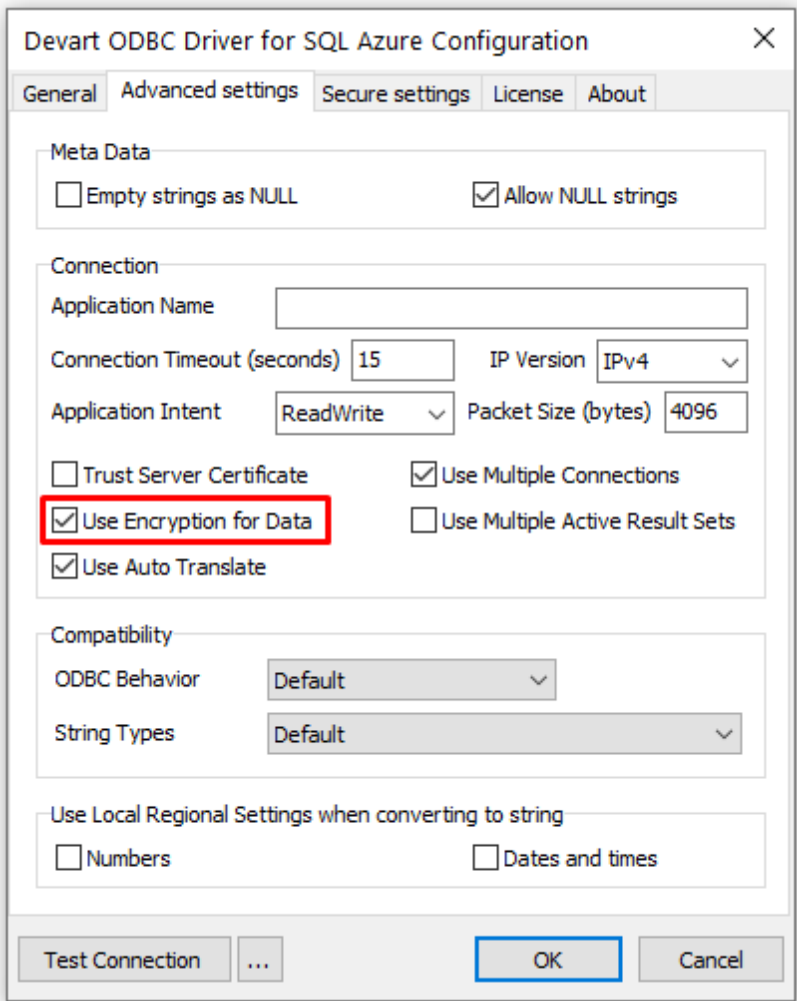 Devart ODBC Driver for SQL Azure Configuration
General Advanced settings Secure settings License About
Meta Data
Empty strings as NULL Allow NULL strings
Connection
Application Name
Connection Timeout (seconds) 15 IP Version IPv4
Application Intent ReadWrite Packet Size (bytes) 4096
Trust Server Certificate Use Multiple Connections
Use Encryption for Data Use Multiple Active Result Sets
Use Auto Translate
Compatibility
ODBC Behavior Default
String Types Default
Use Local Regional Settings when converting to string
Numbers Dates and times
Test Connection ... OK Cancel